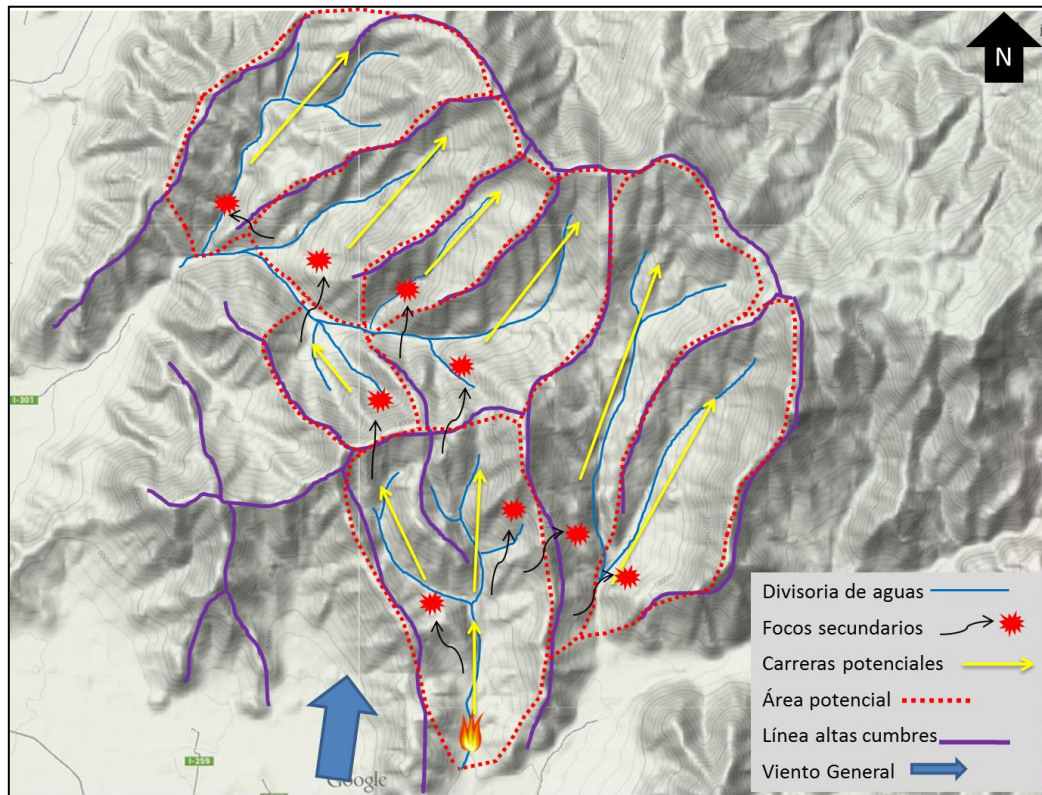 N
I-301
I-259
Google
Divisoria de aguas
Focos secundarios
Carreras potenciales
Área potencial
Línea altas cumbres
Viento General